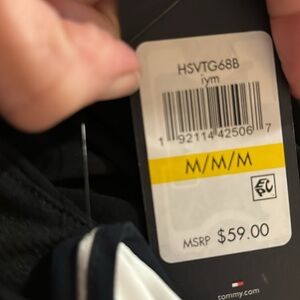 HSVTG68B
iym
1 92114 42506 7
M/M/M
MSRP $59.00
tommy.com